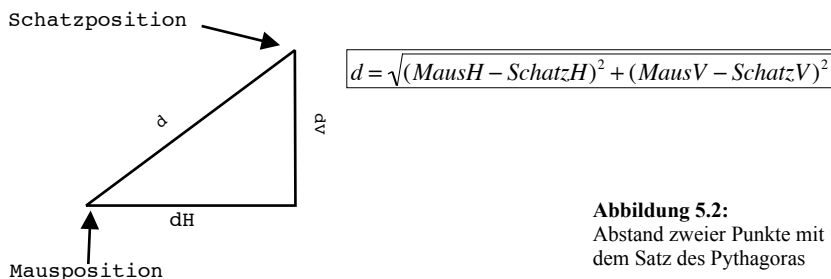 Schatzposition
d = √(MausH − SchatzH)² + (MausV − SchatzV)²
d
dV
dH
Mausposition
Abbildung 5.2:
Abstand zweier Punkte mit
dem Satz des Pythagoras